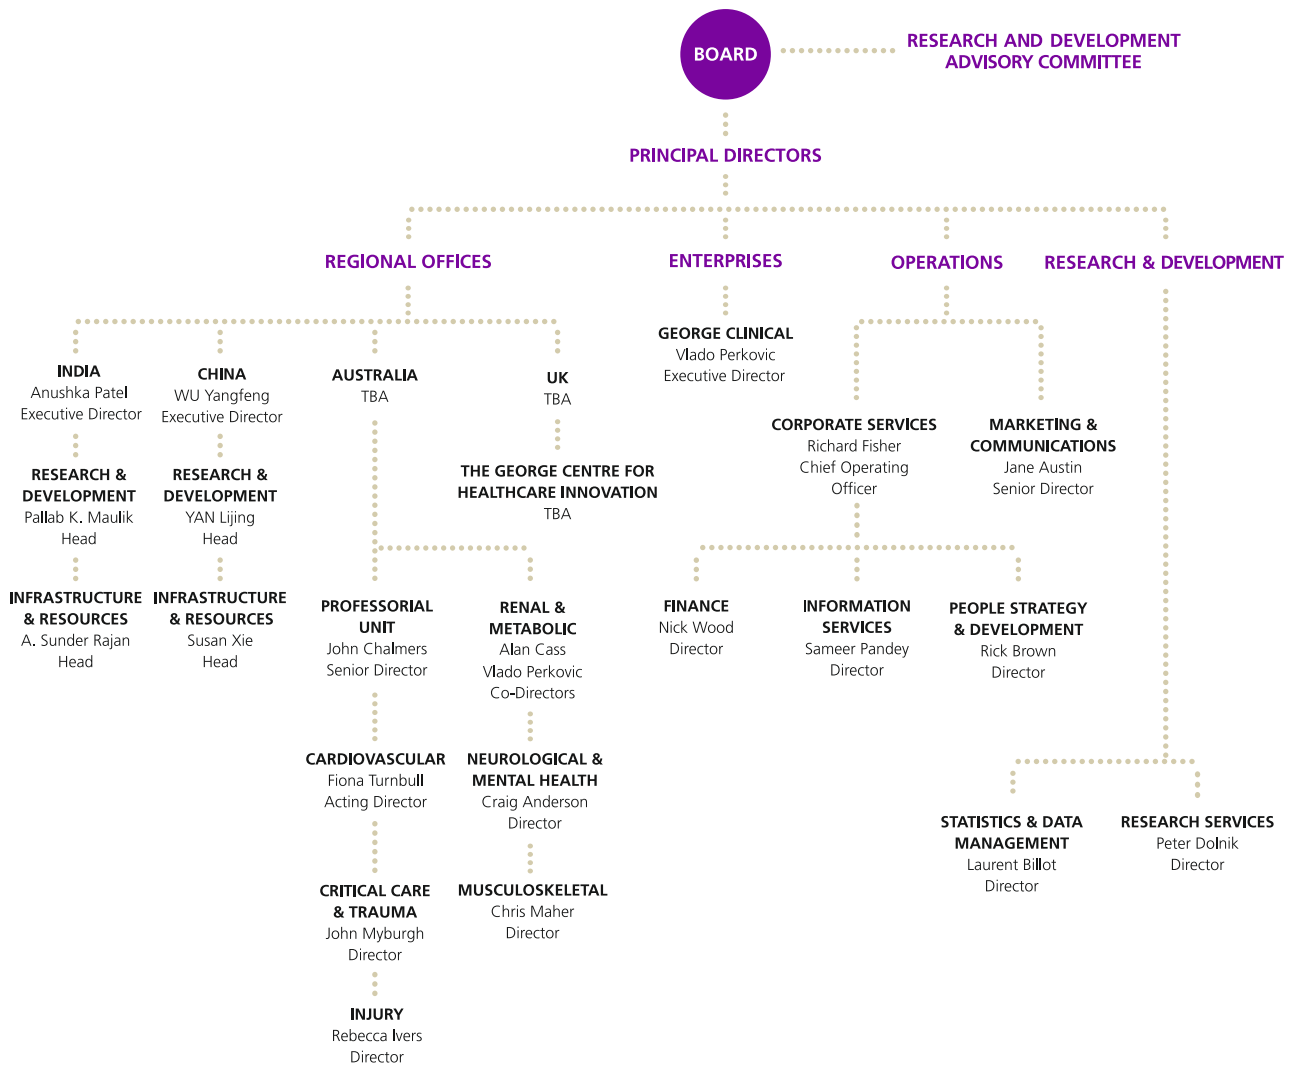 BOARD
RESEARCH AND DEVELOPMENT
ADVISORY COMMITTEE
PRINCIPAL DIRECTORS
REGIONAL OFFICES
ENTERPRISES
OPERATIONS
RESEARCH & DEVELOPMENT
INDIA
Anushka Patel
Executive Director
CHINA
WU Yangfeng
Executive Director
AUSTRALIA
TBA
UK
TBA
GEORGE CLINICAL
Vlado Perkovic
Executive Director
CORPORATE SERVICES
Richard Fisher
Chief Operating
Officer
MARKETING &
COMMUNICATIONS
Jane Austin
Senior Director
RESEARCH &
DEVELOPMENT
Pallab K. Maulik
Head
RESEARCH &
DEVELOPMENT
YAN Lijing
Head
THE GEORGE CENTRE FOR
HEALTHCARE INNOVATION
TBA
INFRASTRUCTURE
& RESOURCES
A. Sunder Rajan
Head
INFRASTRUCTURE
& RESOURCES
Susan Xie
Head
PROFESSORIAL
UNIT
John Chalmers
Senior Director
RENAL &
METABOLIC
Alan Cass
Vlado Perkovic
Co-Directors
FINANCE
Nick Wood
Director
INFORMATION
SERVICES
Sameer Pandey
Director
PEOPLE STRATEGY
& DEVELOPMENT
Rick Brown
Director
CARDIOVASCULAR
Fiona Turnbull
Acting Director
NEUROLOGICAL &
MENTAL HEALTH
Craig Anderson
Director
STATISTICS & DATA
MANAGEMENT
Laurent Billot
Director
RESEARCH SERVICES
Peter Dolnik
Director
CRITICAL CARE
& TRAUMA
John Myburgh
Director
MUSCULOSKELETAL
Chris Maher
Director
INJURY
Rebecca Ivers
Director